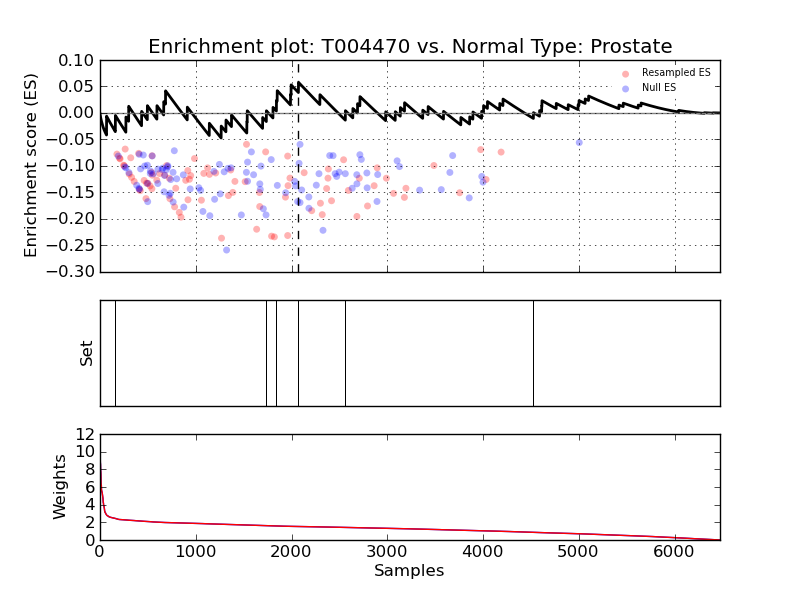 Enrichment plot: T004470 vs. Normal Type: Prostate
Enrichment score (ES)
0.10
0.05
0.00
−0.05
−0.10
−0.15
−0.20
−0.25
−0.30
Resampled ES
Null ES
Set
Weights
12
10
8
6
4
2
0
0 1000 2000 3000 4000 5000 6000
Samples